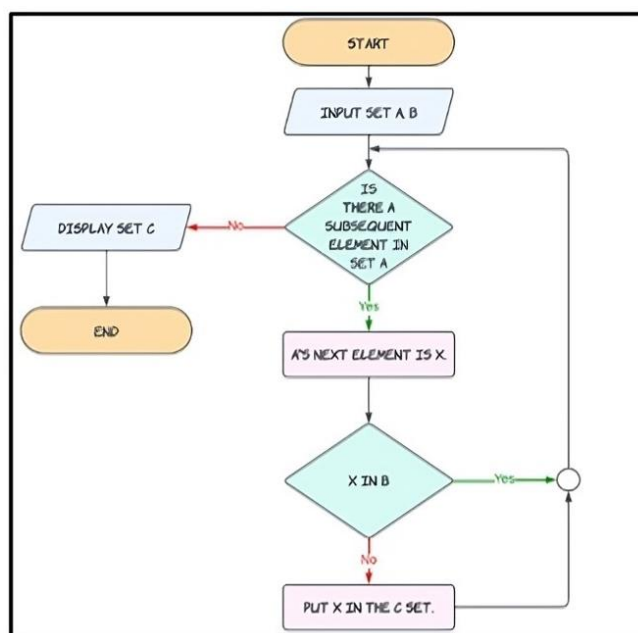 START
INPUT SET A, B
IS
THERE A
SUBSEQUENT
ELEMENT IN
SET A
No
DISPLAY SET C
END
Yes
A'S NEXT ELEMENT IS X.
X IN B
Yes
No
PUT X IN THE C SET.